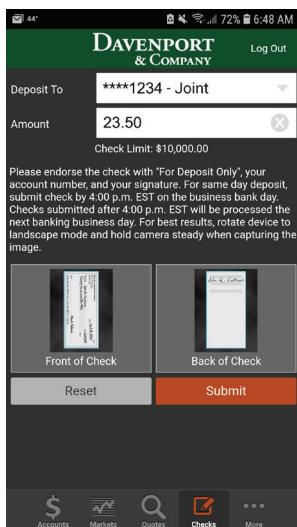 44° 72% 6:48 AM
DAVENPORT
& COMPANY
Log Out
Deposit To ****1234 - Joint
Amount 23.50
Check Limit: $10,000.00
Please endorse the check with "For Deposit Only", your
account number, and your signature. For same day deposit,
submit check by 4:00 p.m. EST on the business bank day.
Checks submitted after 4:00 p.m. EST will be processed the
next banking business day. For best results, rotate device to
landscape mode and hold camera steady when capturing the
image.
Front of Check Back of Check
Reset Submit
Accounts Markets Quotes Checks More